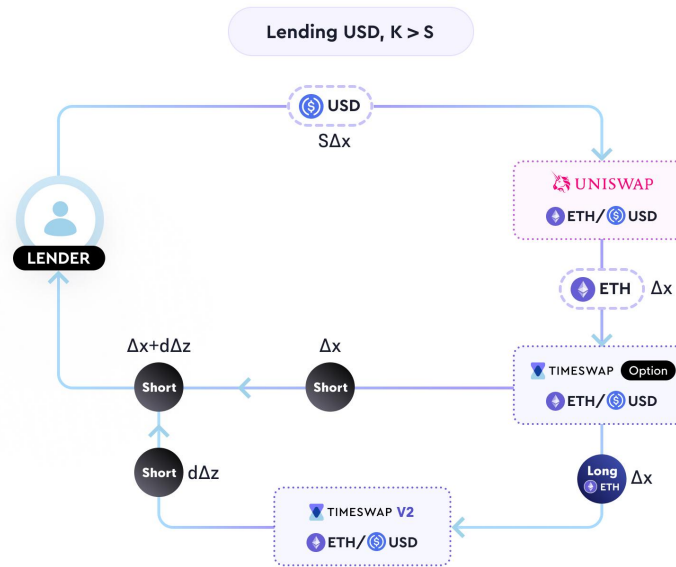 Lending USD, K > S
USD
SΔx
UNISWAP
ETH/ USD
LENDER
ETH Δx
Δx+dΔz
Δx
TIMESWAP Option
ETH/ USD
Short
Short
Short dΔz
Long
ETH
Δx
TIMESWAP V2
ETH/ USD